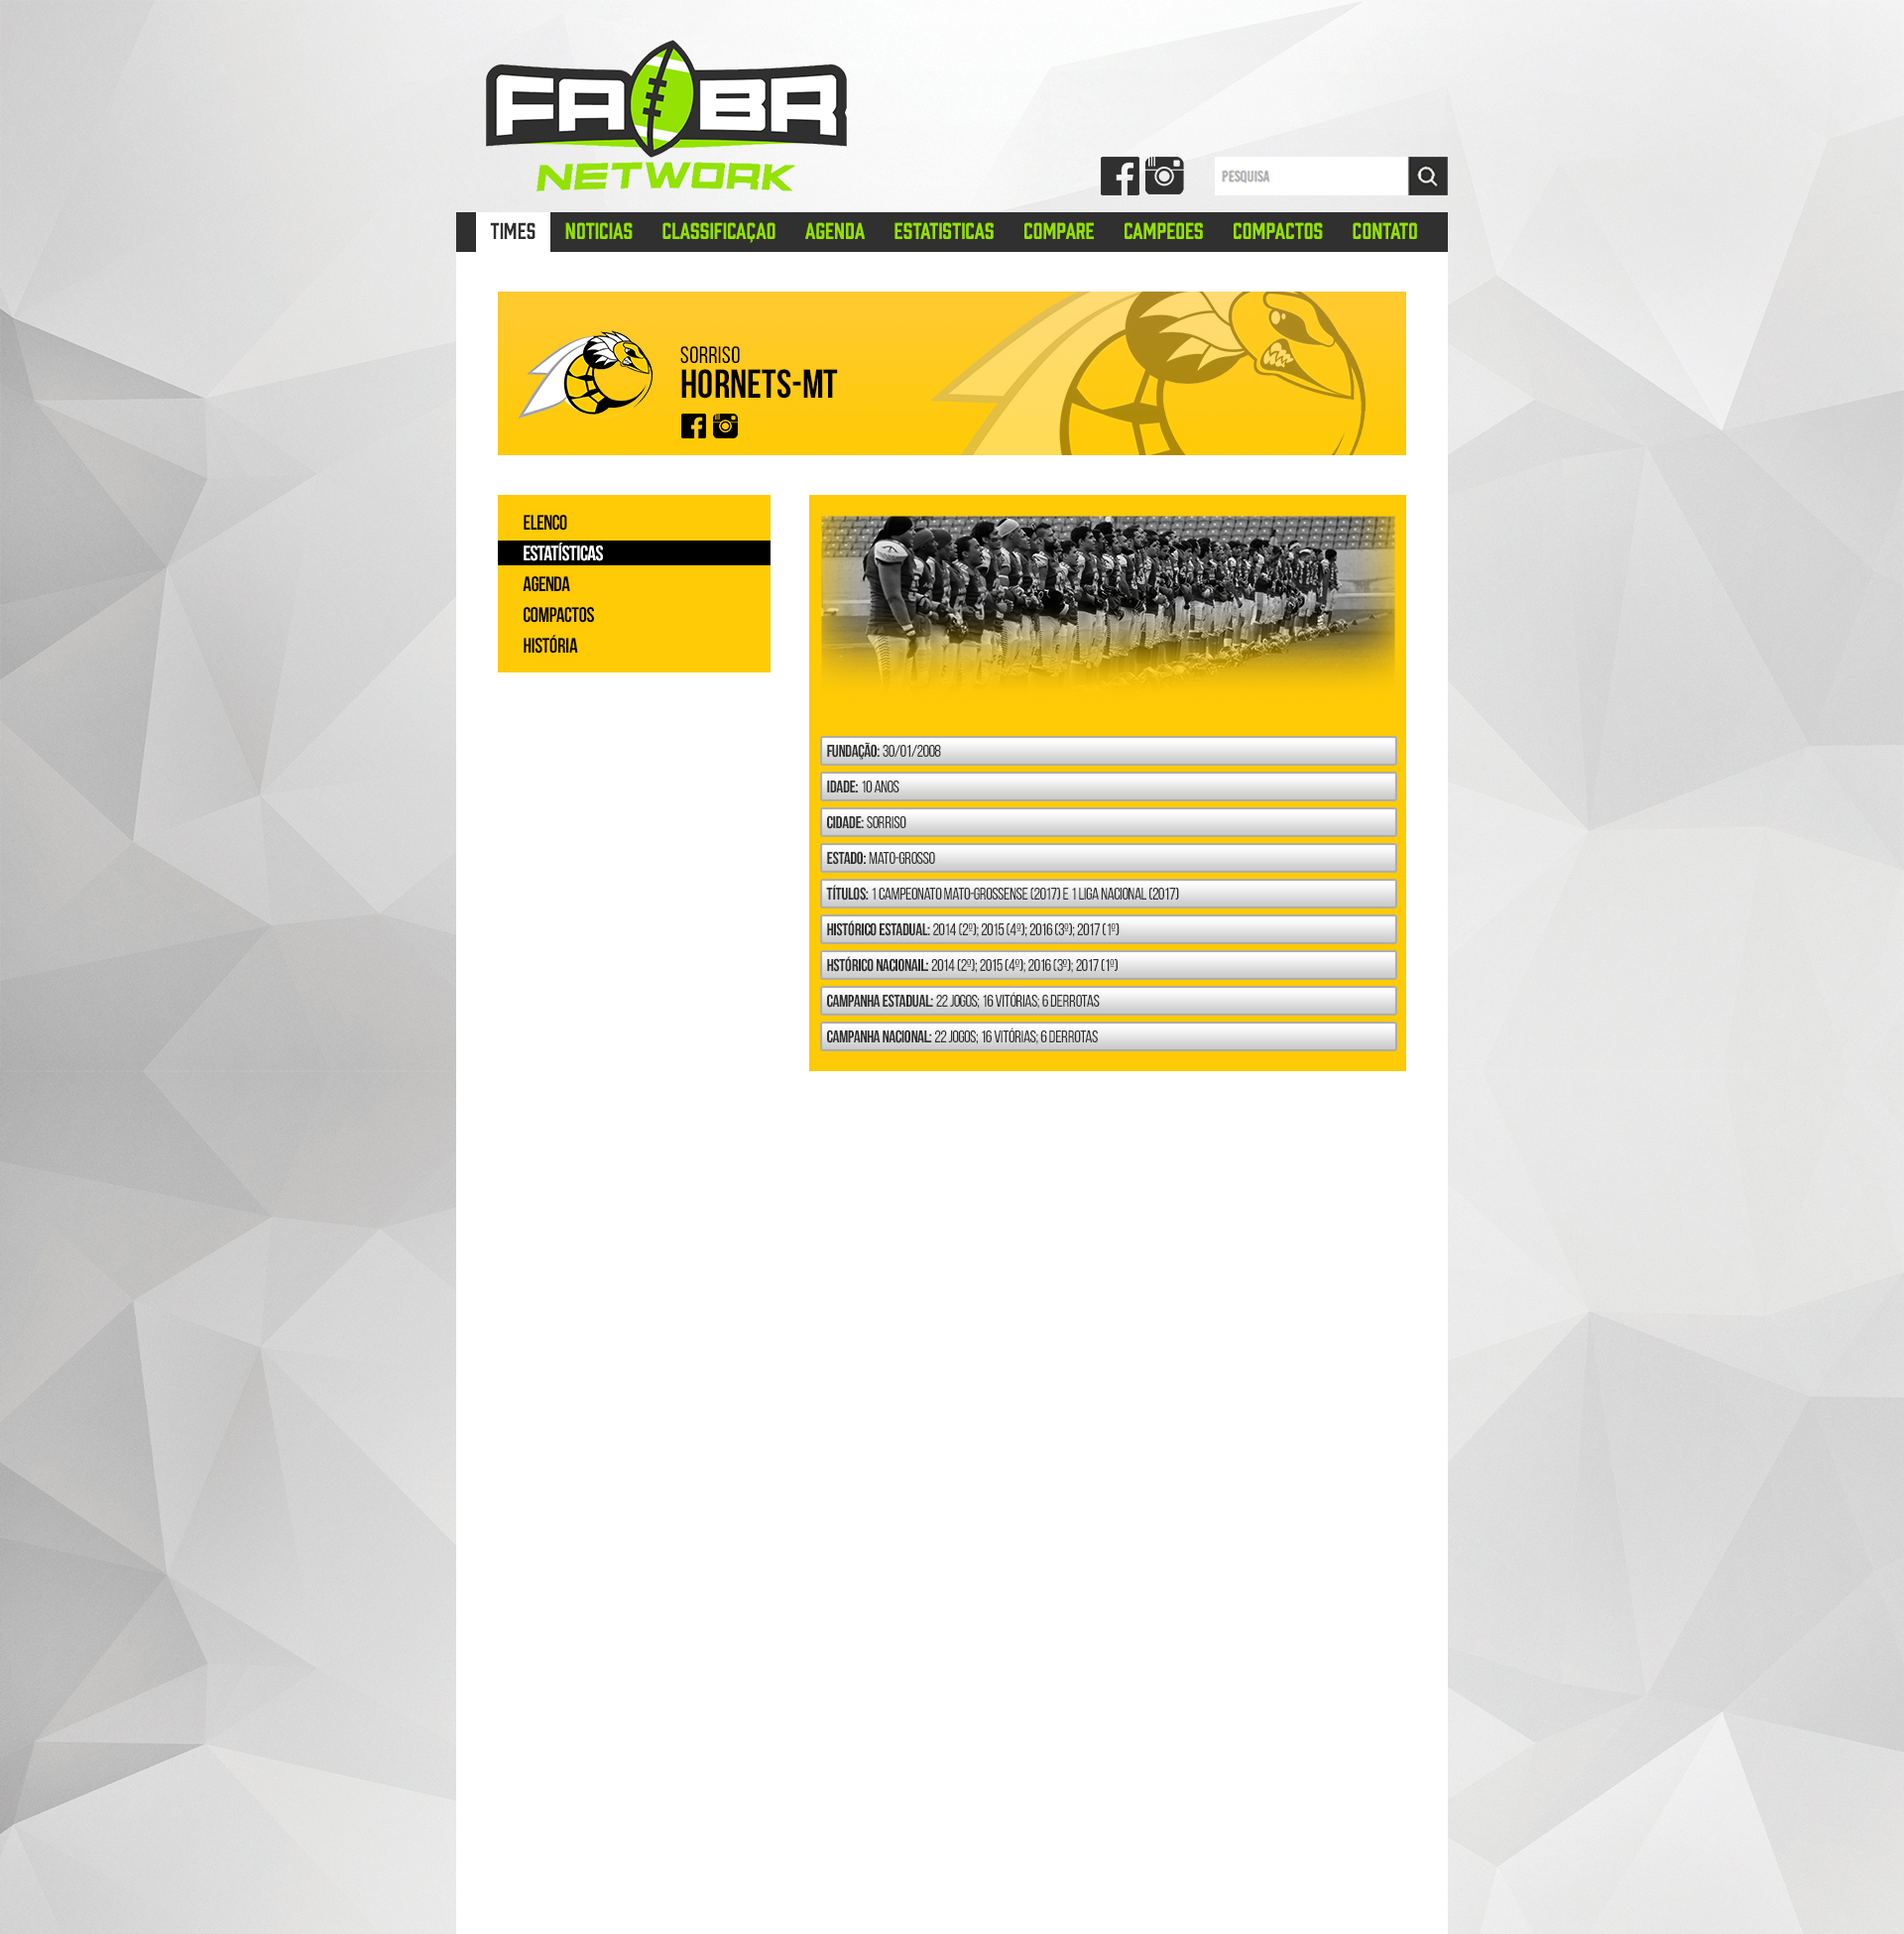 FABR
NETWORK
PESQUISA
TIMES NOTICIAS CLASSIFICAÇAO AGENDA ESTATISTICAS COMPARE CAMPEOES COMPACTOS CONTATO
SORRISO
HORNETS-MT
ELENCO
ESTATÍSTICAS
AGENDA
COMPACTOS
HISTÓRIA
FUNDAÇÃO: 30/01/2008
IDADE: 10 ANOS
CIDADE: SORRISO
ESTADO: MATO-GROSSO
TÍTULOS: 1 CAMPEONATO MATO-GROSSENSE (2017) E 1 LIGA NACIONAL (2017)
HISTÓRICO ESTADUAL: 2014 (2º); 2015 (4º); 2016 (3º); 2017 (1º)
HSTÓRICO NACIONAIL: 2014 (2º); 2015 (4º); 2016 (3º); 2017 (1º)
CAMPANHA ESTADUAL: 22 JOGOS; 16 VITÓRIAS; 6 DERROTAS
CAMPANHA NACIONAL: 22 JOGOS; 16 VITÓRIAS; 6 DERROTAS